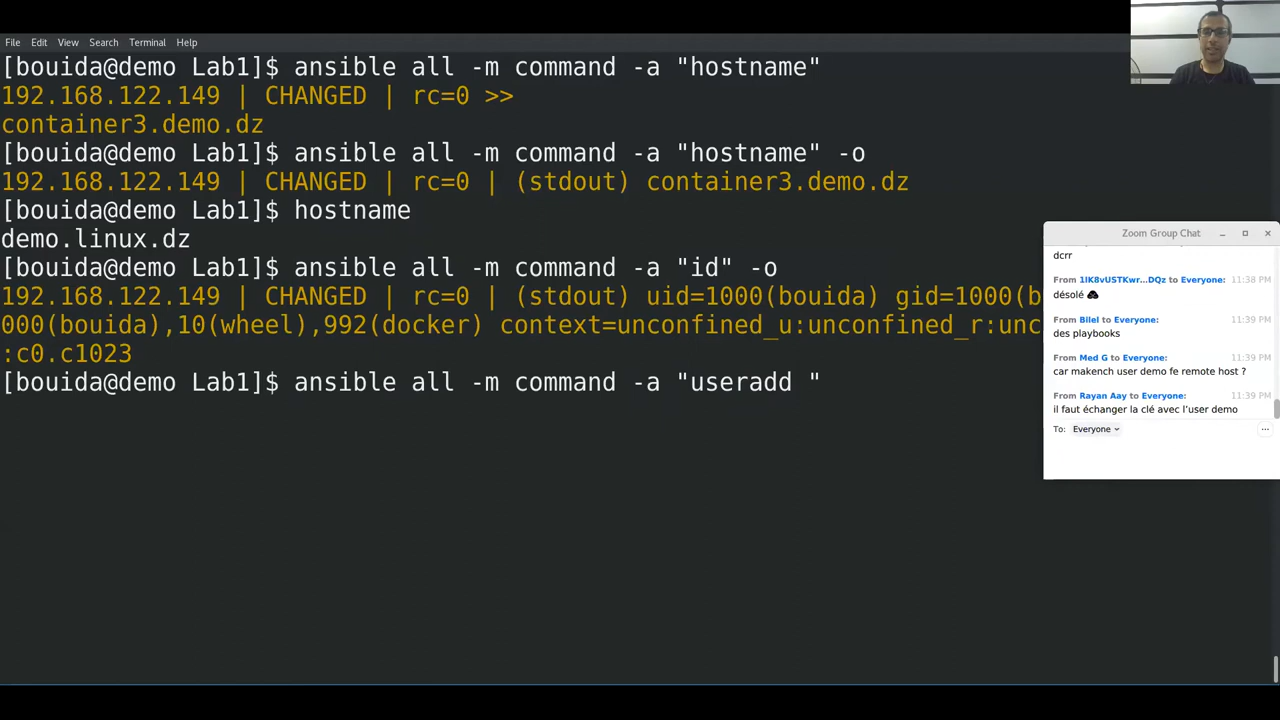 File Edit View Search Terminal Help
[bouida@demo Lab1]$ ansible all -m command -a "hostname"
192.168.122.149 | CHANGED | rc=0 >>
container3.demo.dz
[bouida@demo Lab1]$ ansible all -m command -a "hostname" -o
192.168.122.149 | CHANGED | rc=0 | (stdout) container3.demo.dz
[bouida@demo Lab1]$ hostname
demo.linux.dz
[bouida@demo Lab1]$ ansible all -m command -a "id" -o
192.168.122.149 | CHANGED | rc=0 | (stdout) uid=1000(bouida) gid=1000(b
000(bouida),10(wheel),992(docker) context=unconfined_u:unconfined_r:unc
:c0.c1023
[bouida@demo Lab1]$ ansible all -m command -a "useradd "
Zoom Group Chat
dcrr
From 1lK8vUSTKwr...DQz to Everyone: 11:38 PM
désolé
From Bilel to Everyone: 11:39 PM
des playbooks
From Med G to Everyone: 11:39 PM
car makench user demo fe remote host ?
From Rayan Aay to Everyone: 11:39 PM
il faut échanger la clé avec l'user demo
To: Everyone